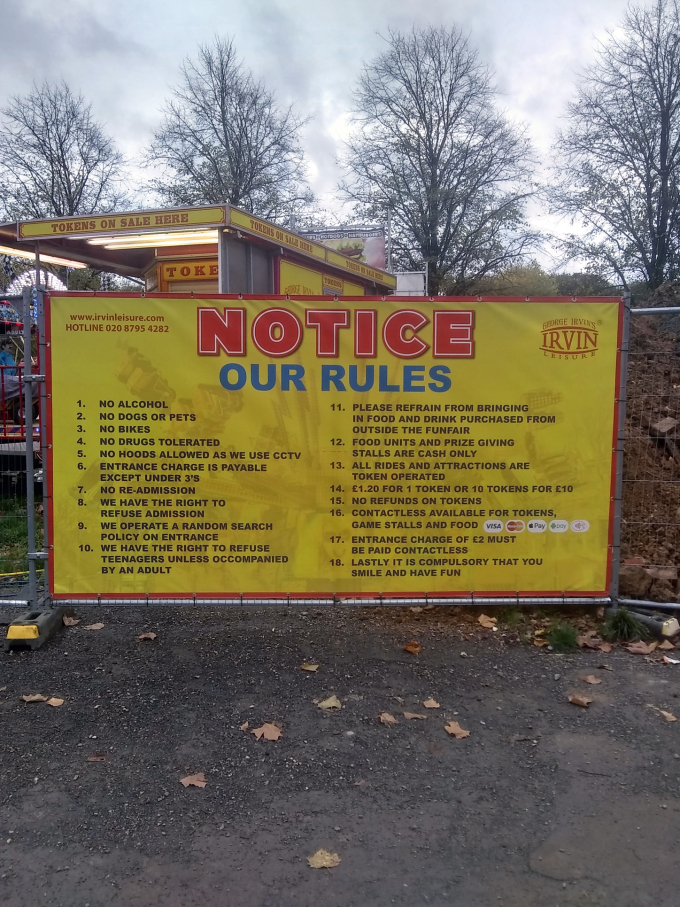 TOKENS ON SALE HERE
TOKENS ON SALE HERE
TOKE
www.irvinleisure.com
HOTLINE 020 8795 4282
NOTICE
OUR RULES
GEORGE IRVIN'S
IRVIN
LEISURE
1. NO ALCOHOL
2. NO DOGS OR PETS
3. NO BIKES
4. NO DRUGS TOLERATED
5. NO HOODS ALLOWED AS WE USE CCTV
6. ENTRANCE CHARGE IS PAYABLE
EXCEPT UNDER 3'S
7. NO RE-ADMISSION
8. WE HAVE THE RIGHT TO
REFUSE ADMISSION
9. WE OPERATE A RANDOM SEARCH
POLICY ON ENTRANCE
10. WE HAVE THE RIGHT TO REFUSE
TEENAGERS UNLESS OCCOMPANIED
BY AN ADULT
11. PLEASE REFRAIN FROM BRINGING
IN FOOD AND DRINK PURCHASED FROM
OUTSIDE THE FUNFAIR
12. FOOD UNITS AND PRIZE GIVING
STALLS ARE CASH ONLY
13. ALL RIDES AND ATTRACTIONS ARE
TOKEN OPERATED
14. £1.20 FOR 1 TOKEN OR 10 TOKENS FOR £10
15. NO REFUNDS ON TOKENS
16. CONTACTLESS AVAILABLE FOR TOKENS,
GAME STALLS AND FOOD VISA Pay
17. ENTRANCE CHARGE OF £2 MUST
BE PAID CONTACTLESS
18. LASTLY IT IS COMPULSORY THAT YOU
SMILE AND HAVE FUN